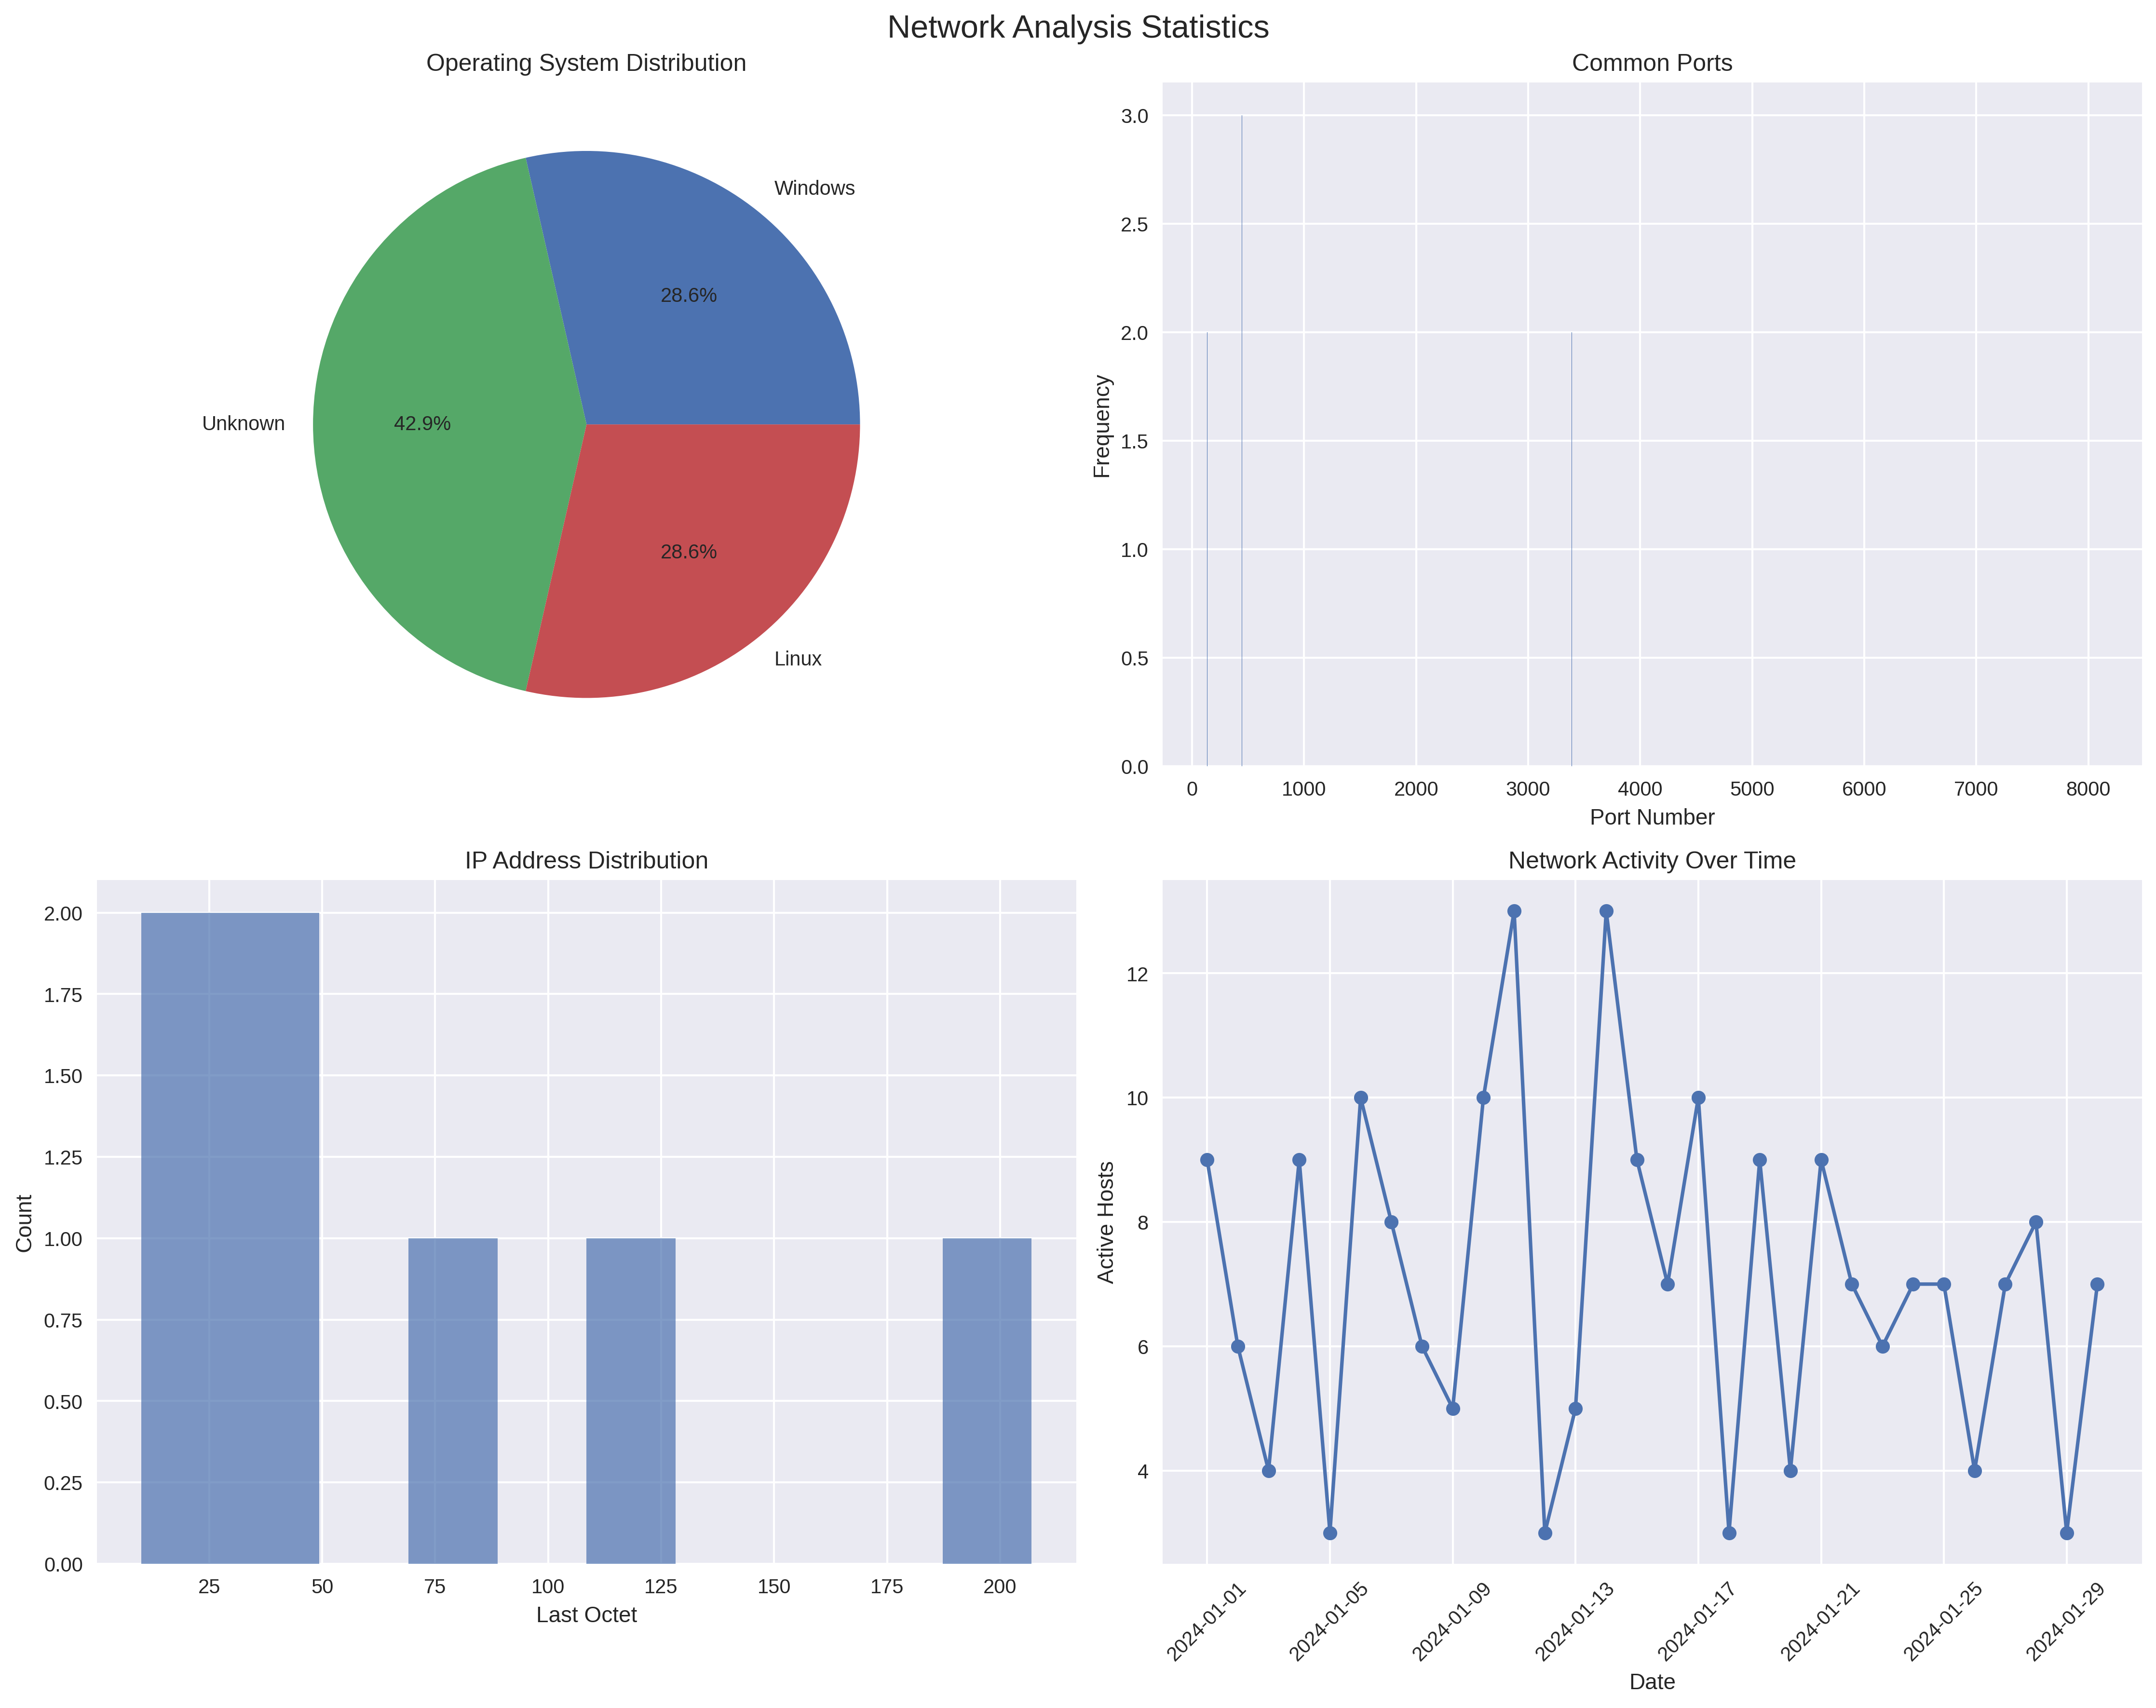 Network Analysis Statistics
Operating System Distribution
Windows
28.6%
Unknown
42.9%
28.6%
Linux
Common Ports
3.0
2.5
2.0
1.5
1.0
0.5
0.0
Frequency
0 1000 2000 3000 4000 5000 6000 7000 8000
Port Number
IP Address Distribution
2.00
1.75
1.50
1.25
1.00
0.75
0.50
0.25
0.00
Count
25 50 75 100 125 150 175 200
Last Octet
Network Activity Over Time
12
10
8
6
4
Active Hosts
2024-01-01 2024-01-05 2024-01-09 2024-01-13 2024-01-17 2024-01-21 2024-01-25 2024-01-29
Date